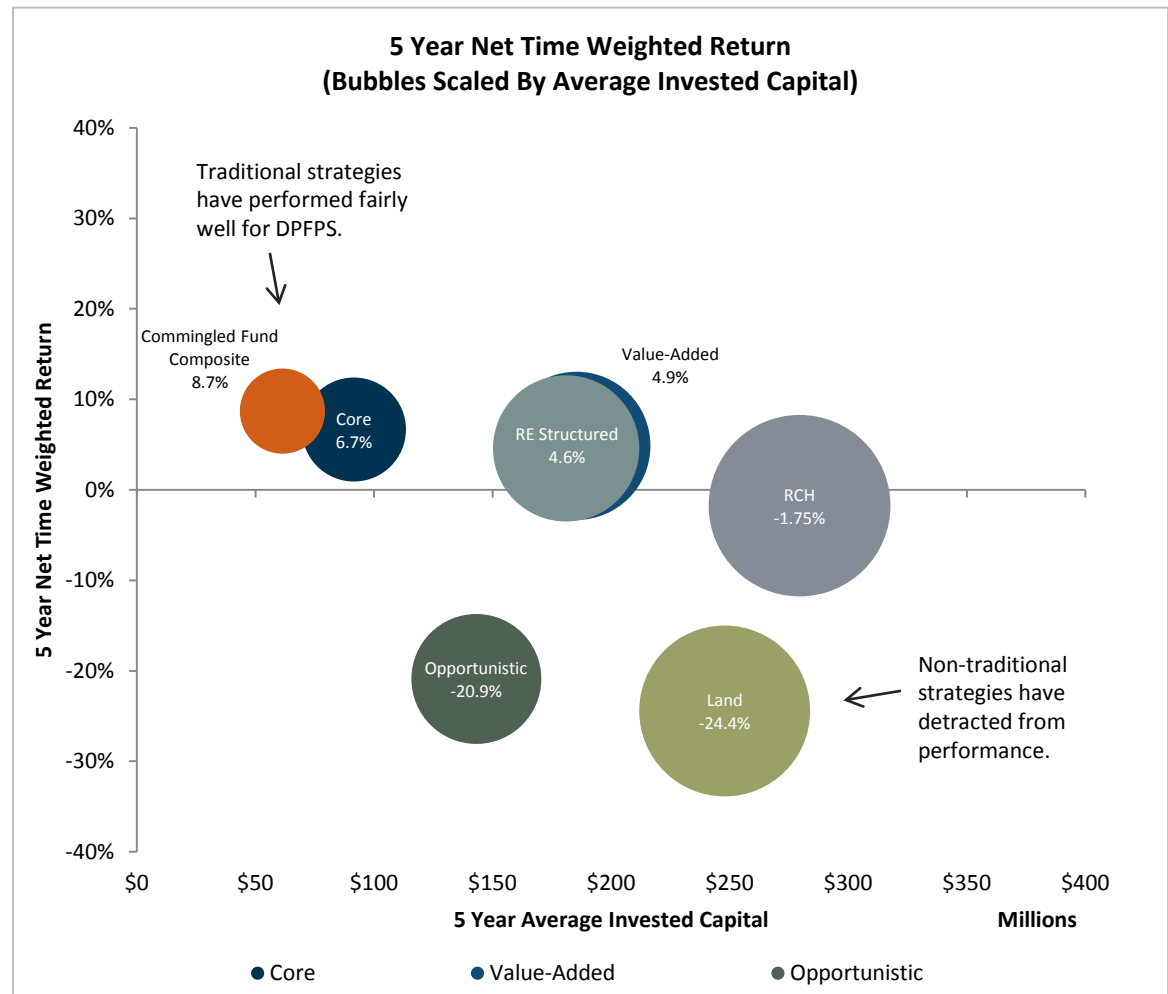 5 Year Net Time Weighted Return
(Bubbles Scaled By Average Invested Capital)
40%
30%
20%
10%
0%
-10%
-20%
-30%
-40%
5 Year Net Time Weighted Return
Traditional strategies
have performed fairly
well for DPFPS.
Commingled Fund
Composite
8.7%
Core
6.7%
Value-Added
4.9%
RE Structured
4.6%
RCH
-1.75%
Opportunistic
-20.9%
Land
-24.4%
Non-traditional
strategies have
detracted from
performance.
$0 $50 $100 $150 $200 $250 $300 $350 $400
5 Year Average Invested Capital Millions
Core Value-Added Opportunistic